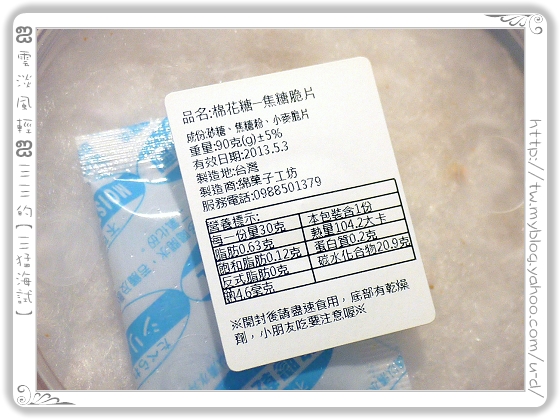 品名:棉花糖—焦糖脆片
成份:砂糖、焦糖粉、小麥脆片
重量:90克(g)±5%
有效日期:2013.5.3
製造地:台灣
製造商:綿菓子工坊
服務電話:0988501379
營養標示:
每一份量30克 本包裝含1份
脂肪0.63克 熱量104.2大卡
飽和脂肪0.12克 蛋白質0.2克
反式脂肪0克 碳水化合物20.9克
鈉4.6毫克
※開封後請盡速食用，底部有乾燥
劑，小朋友吃要注意喔※
雲淡風輕
三三的【三猛海試】
http://tw.myblog.yahoo.com/u-d/